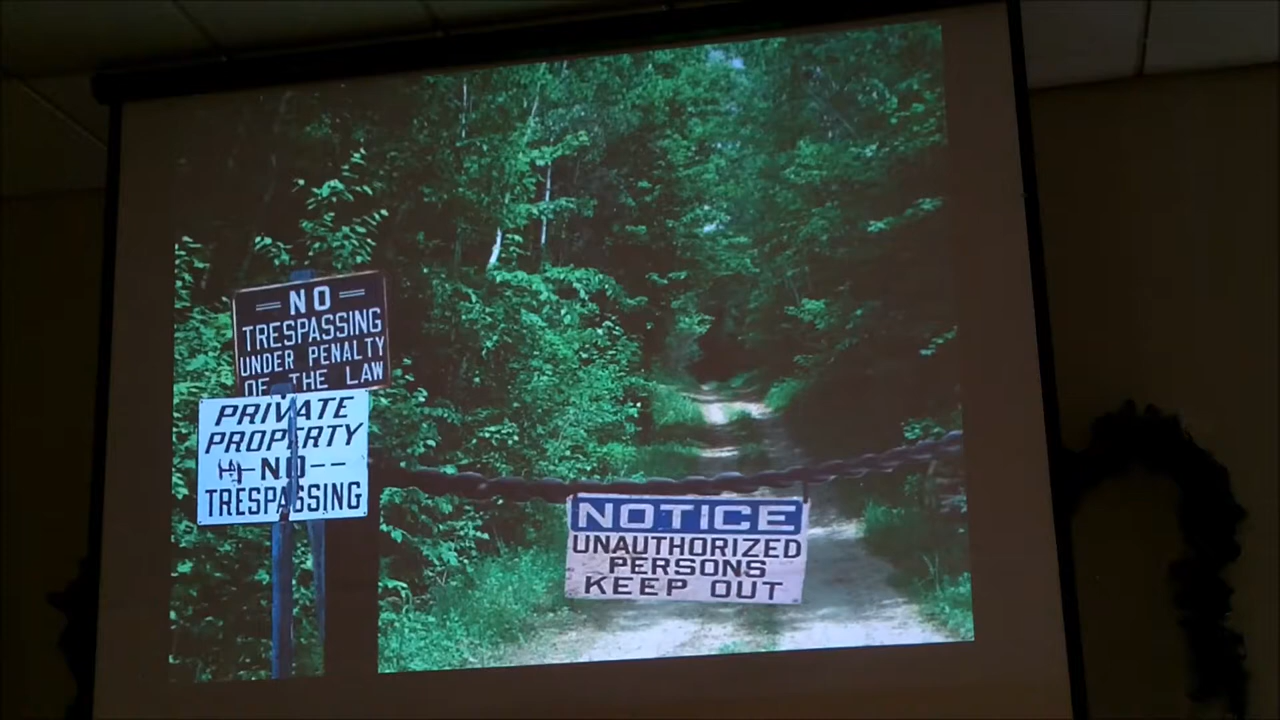 NO
TRESPASSING
UNDER PENALTY
OF THE LAW
PRIVATE
PROPERTY
NO--
TRESPASSING
NOTICE
UNAUTHORIZED
PERSONS
KEEP OUT